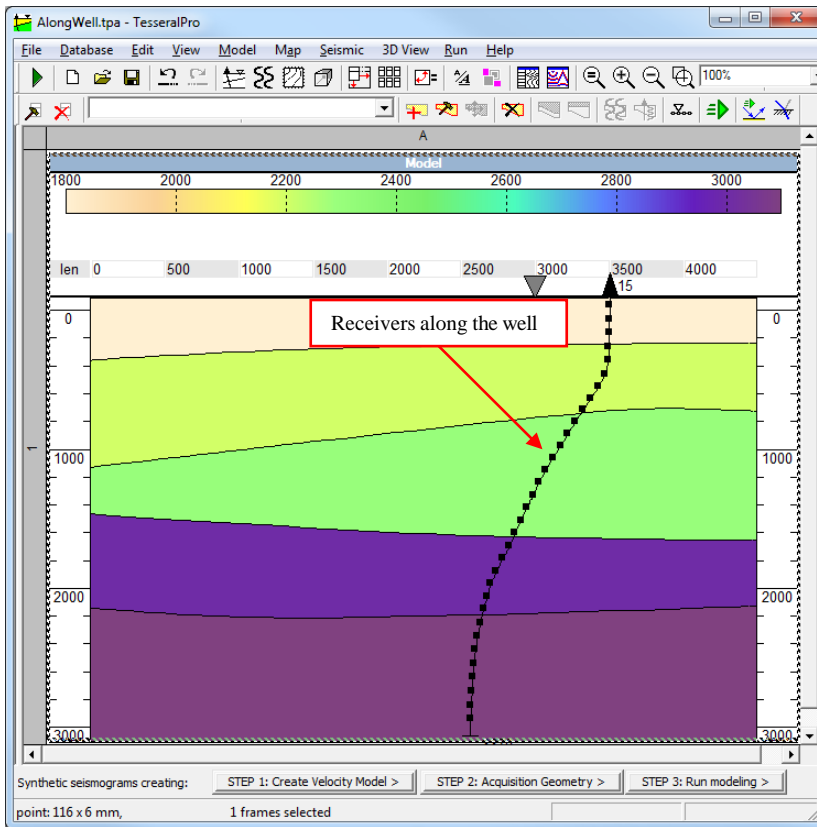 AlongWell.tpa - TesseralPro
File Database Edit View Model Map Seismic 3D View Run Help
100%
A
Model
1800 2000 2200 2400 2600 2800 3000
len 0 500 1000 1500 2000 2500 3000 3500 4000
15
Receivers along the well
0 0
1000 1000
1
2000 2000
3000 3000
Synthetic seismograms creating: STEP 1: Create Velocity Model > STEP 2: Acquisition Geometry > STEP 3: Run modeling >
point: 116 x 6 mm, 1 frames selected